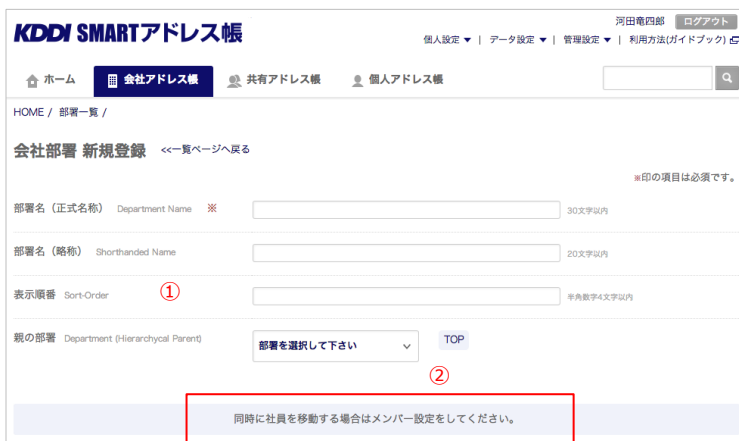 河田竜四郎 ログアウト
KDDI SMARTアドレス帳
個人設定 ▼ | データ設定 ▼ | 管理設定 ▼ | 利用方法(ガイドブック)
ホーム 会社アドレス帳 共有アドレス帳 個人アドレス帳
HOME / 部署一覧 /
会社部署 新規登録 <<一覧ページへ戻る
※印の項目は必須です。
部署名（正式名称） Department Name ※ 30文字以内
部署名（略称） Shorthanded Name 20文字以内
表示順番 Sort-Order ① 半角数字4文字以内
親の部署 Department (Hierarchycal Parent) 部署を選択して下さい TOP
②
同時に社員を移動する場合はメンバー設定をしてください。